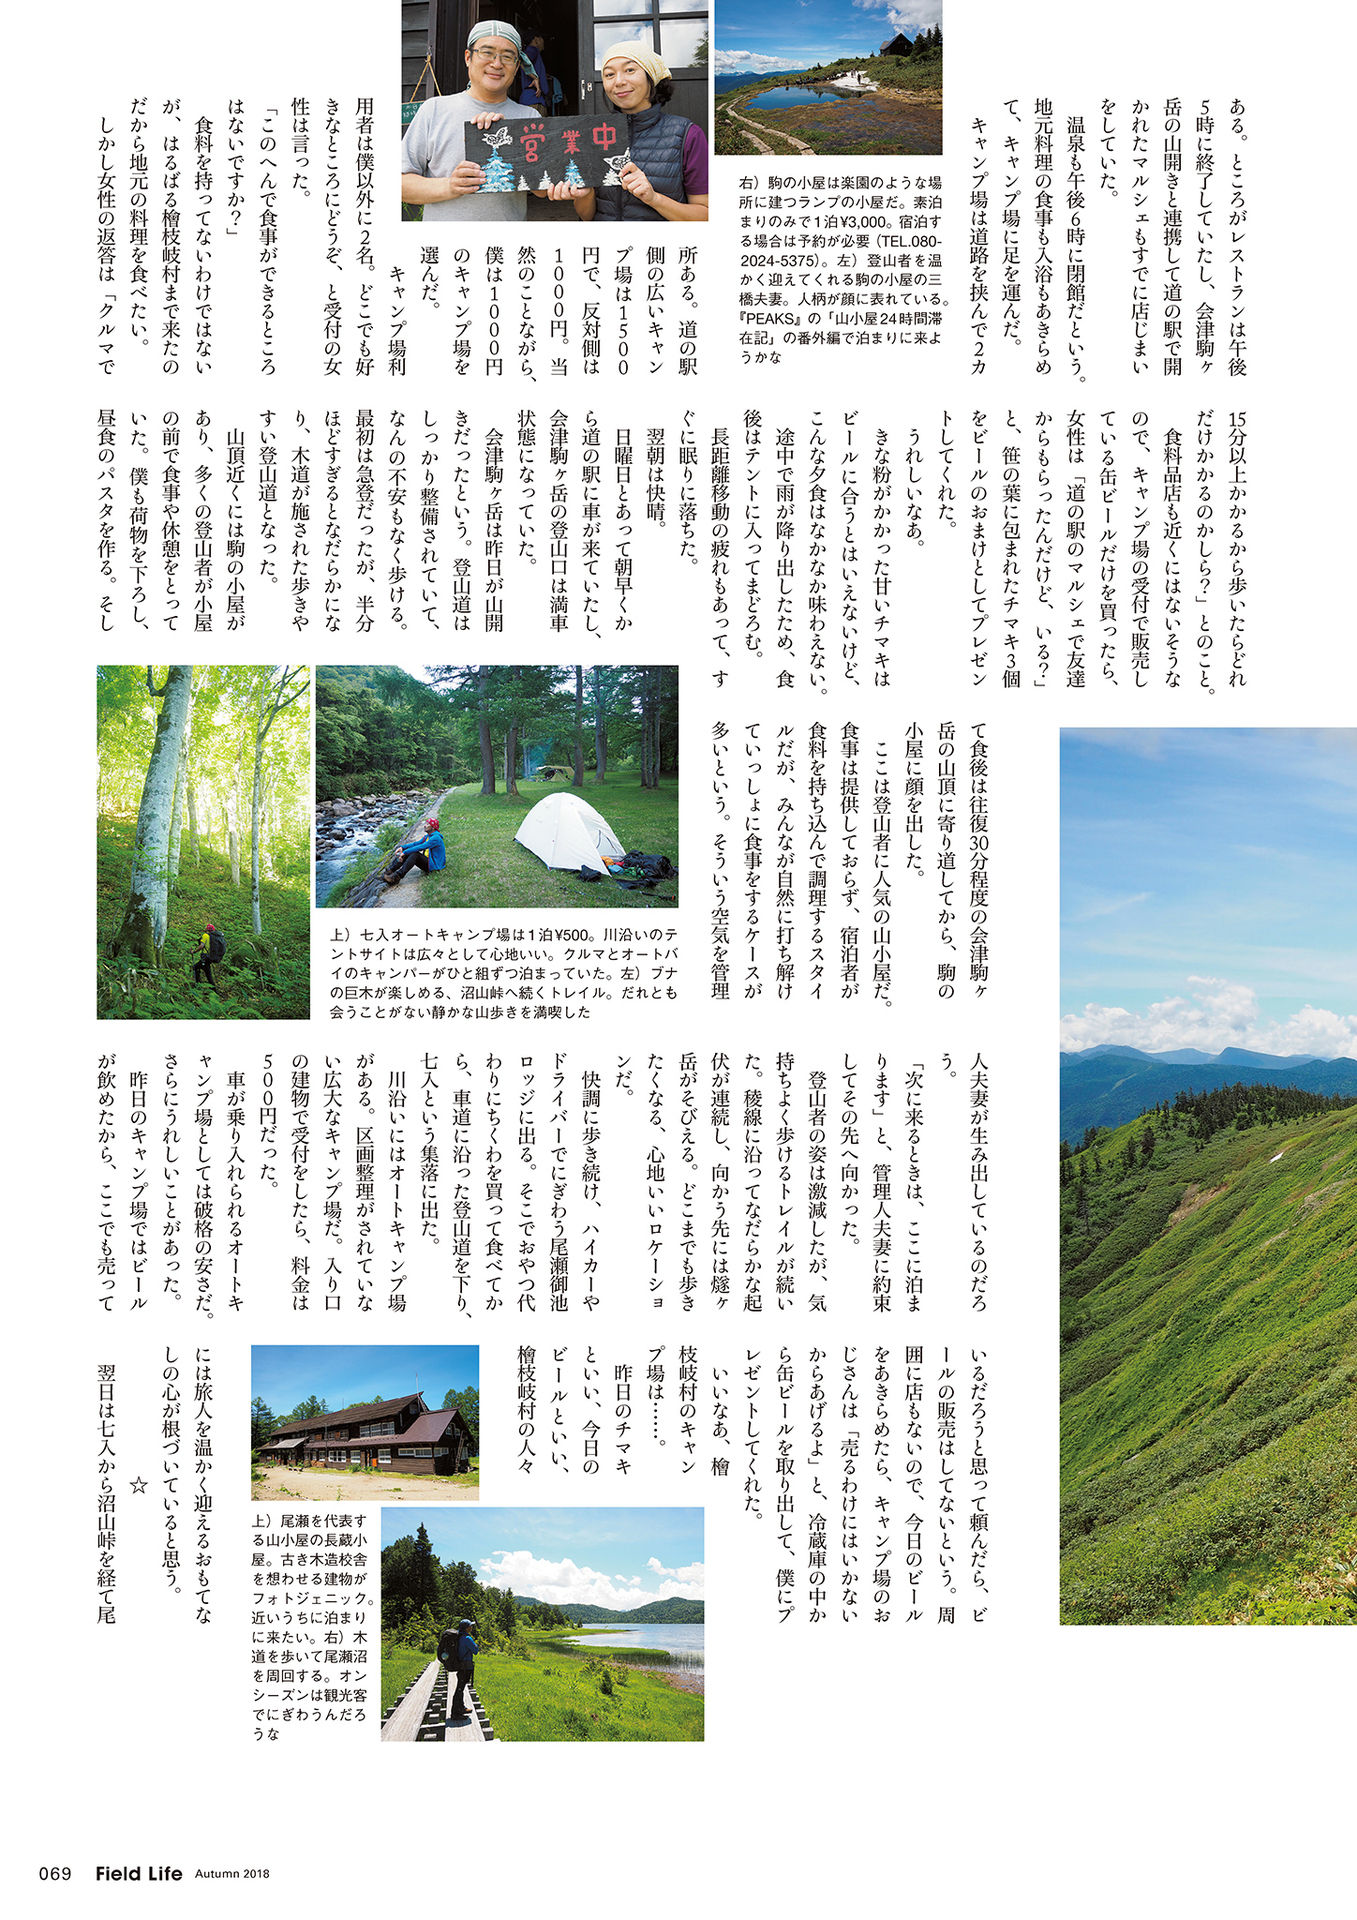 ある。ところがレストランは午後
5時に終了していたし、会津駒ヶ
岳の山開きと連携して道の駅で開
かれたマルシェもすでに店じまい
をしていた。
温泉も午後6時に閉館だという。
地元料理の食事も入浴もあきらめ
て、キャンプ場に足を運んだ。
キャンプ場は道路を挟んで2カ
所ある。道の駅
側の広いキャン
プ場は1500
円で、反対側は
1000円。当
然のことながら、
僕は1000円
のキャンプ場を
選んだ。
キャンプ場利
用者は僕以外に2名。どこでも好
きなところにどうぞ、と受付の女
性は言った。
「このへんで食事ができるところ
はないですか?」
食料を持ってないわけではない
が、はるばる檜枝岐村まで来たの
だから地元の料理を食べたい。
しかし女性の返答は「クルマで
営業中
右）駒の小屋は楽園のような場
所に建つランプの小屋だ。素泊
まりのみで1泊¥3,000。宿泊す
る場合は予約が必要（TEL.080-
2024-5375）。左）登山者を温
かく迎えてくれる駒の小屋の三
橋夫妻。人柄が顔に表れている。
『PEAKS』の「山小屋24時間滞
在記」の番外編で泊まりに来よ
うかな
15分以上かかるから歩いたらどれ
だけかかるのかしら?」とのこと。
食料品店も近くにはないそうな
ので、キャンプ場の受付で販売し
ている缶ビールだけを買ったら、
女性は「道の駅のマルシェで友達
からもらったんだけど、いる?」
と、笹の葉に包まれたチマキ3個
をビールのおまけとしてプレゼン
トしてくれた。
うれしいなあ。
きな粉がかかった甘いチマキは
ビールに合うとはいえないけど、
こんな夕食はなかなか味わえない。
途中で雨が降り出したため、食
後はテントに入ってまどろむ。
長距離移動の疲れもあって、す
ぐに眠りに落ちた。
翌朝は快晴。
日曜日とあって朝早くか
ら道の駅に車が来ていたし、
会津駒ヶ岳の登山口は満車
状態になっていた。
会津駒ヶ岳は昨日が山開
きだったという。登山道は
しっかり整備されていて、
なんの不安もなく歩ける。
最初は急登だったが、半分
ほどすぎるとなだらかにな
り、木道が施された歩きや
すい登山道となった。
山頂近くには駒の小屋が
あり、多くの登山者が小屋
の前で食事や休憩をとって
いた。僕も荷物を下ろし、
昼食のパスタを作る。そし
て食後は往復30分程度の会津駒ヶ
岳の山頂に寄り道してから、駒の
小屋に顔を出した。
ここは登山者に人気の山小屋だ。
食事は提供しておらず、宿泊者が
食料を持ち込んで調理するスタイ
ルだが、みんなが自然に打ち解け
ていっしょに食事をするケースが
多いという。そういう空気を管理
上）七入オートキャンプ場は1泊¥500。川沿いのテ
ントサイトは広々として心地いい。クルマとオートバ
イのキャンパーがひと組ずつ泊まっていた。左）ブナ
の巨木が楽しめる、沼山峠へ続くトレイル。だれとも
会うことがない静かな山歩きを満喫した
人夫妻が生み出しているのだろ
う。
「次に来るときは、ここに泊ま
ります」と、管理人夫妻に約束
してその先へ向かった。
登山者の姿は激減したが、気
持ちよく歩けるトレイルが続い
た。稜線に沿ってなだらかな起
伏が連続し、向かう先には燧ヶ
岳がそびえる。どこまでも歩き
たくなる、心地いいロケーショ
ンだ。
快調に歩き続け、ハイカーや
ドライバーでにぎわう尾瀬御池
ロッジに出る。そこでおやつ代
わりにちくわを買って食べてか
ら、車道に沿った登山道を下り、
七入という集落に出た。
川沿いにはオートキャンプ場
がある。区画整理がされていな
い広大なキャンプ場だ。入り口
の建物で受付をしたら、料金は
500円だった。
車が乗り入れられるオートキ
ャンプ場としては破格の安さだ。
さらにうれしいことがあった。
昨日のキャンプ場ではビール
が飲めたから、ここでも売って
いるだろうと思って頼んだら、ビ
ールの販売はしてないという。周
囲に店もないので、今日のビール
をあきらめたら、キャンプ場のお
じさんは「売るわけにはいかない
からあげるよ」と、冷蔵庫の中か
ら缶ビールを取り出して、僕にプ
レゼントしてくれた。
いいなあ、檜
枝岐村のキャン
プ場は……。
昨日のチマキ
といい、今日の
ビールといい、
檜枝岐村の人々
には旅人を温かく迎えるおもてな
しの心が根づいていると思う。
☆
翌日は七入から沼山峠を経て尾
上）尾瀬を代表す
る山小屋の長蔵小
屋。古き木造校舎
を想わせる建物が
フォトジェニック。
近いうちに泊まり
に来たい。右）木
道を歩いて尾瀬沼
を周回する。オン
シーズンは観光客
でにぎわうんだろ
うな
069 Field Life Autumn 2018